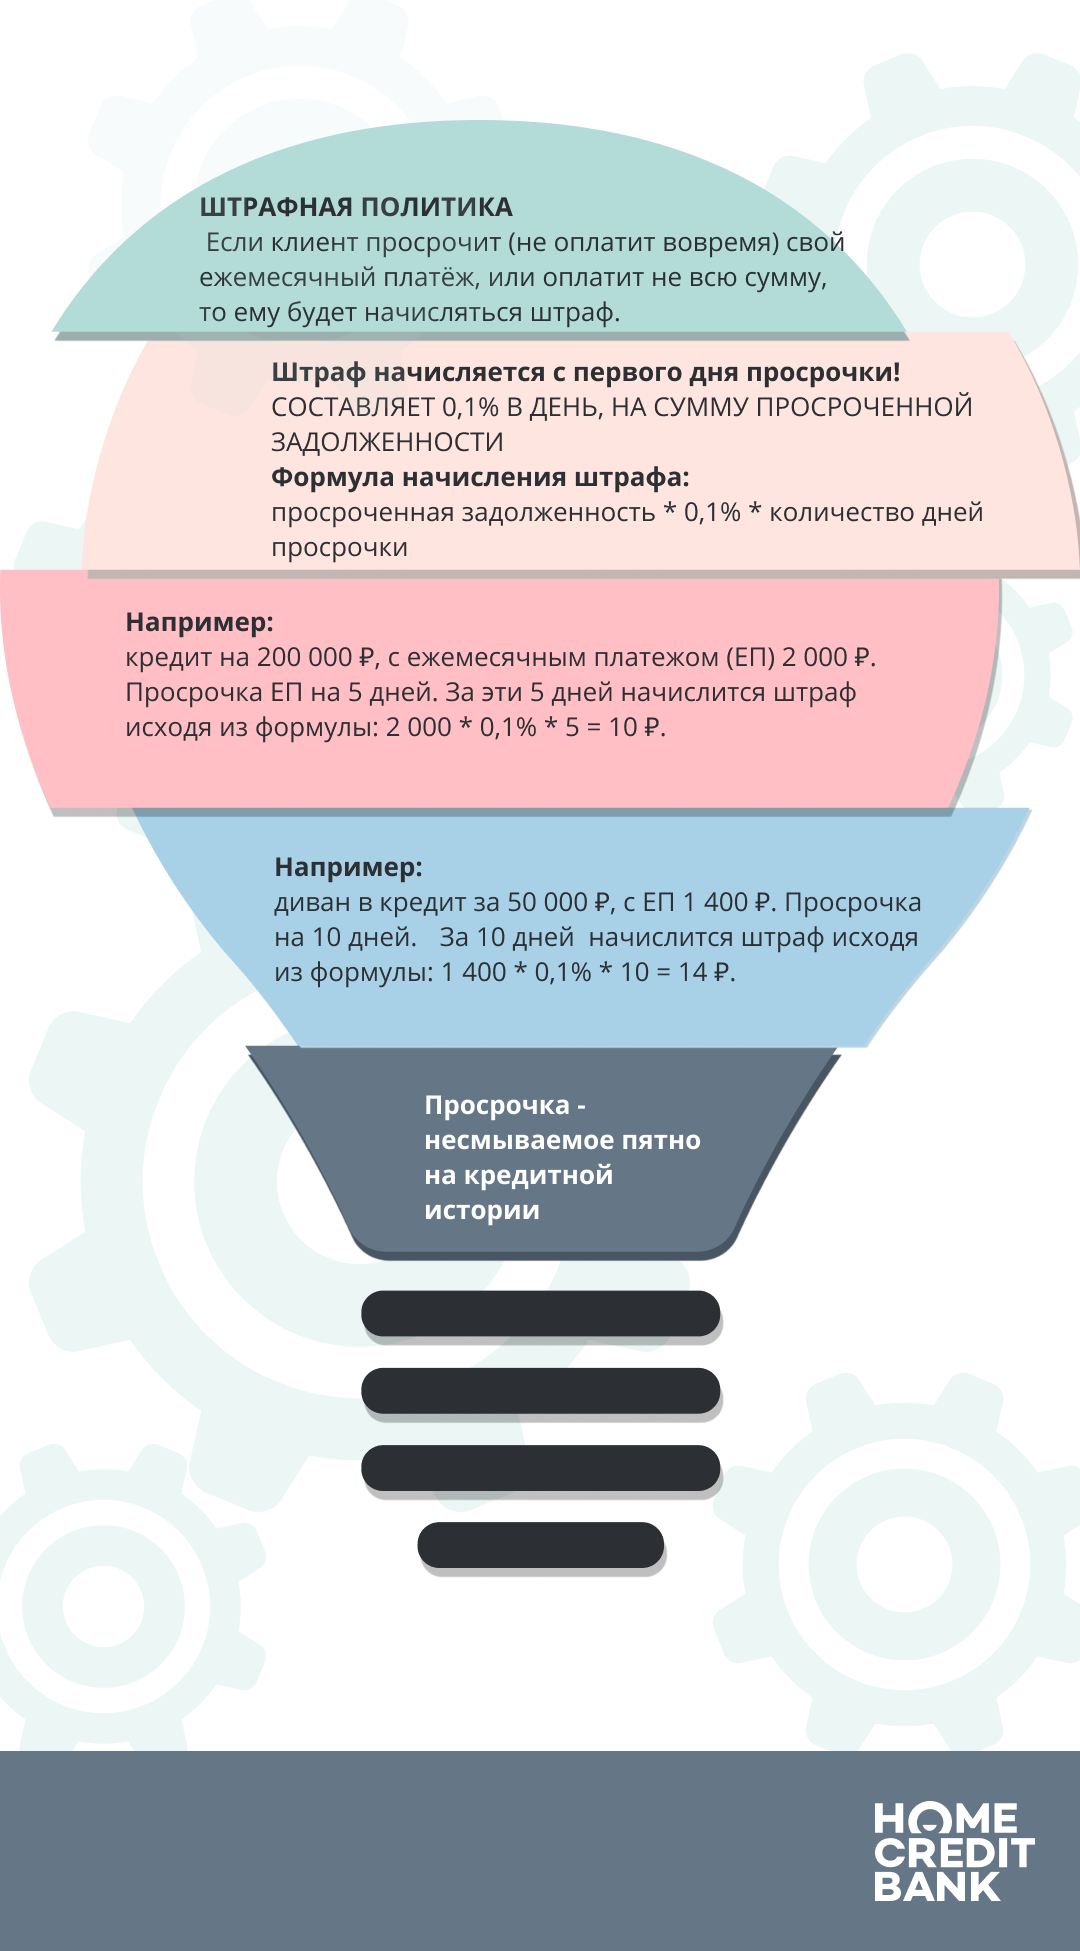 ШТРАФНАЯ ПОЛИТИКА
Если клиент просрочит (не оплатит вовремя) свой
ежемесячный платёж, или оплатит не всю сумму,
то ему будет начисляться штраф.
Штраф начисляется с первого дня просрочки!
СОСТАВЛЯЕТ 0,1% В ДЕНЬ, НА СУММУ ПРОСРОЧЕННОЙ
ЗАДОЛЖЕННОСТИ
Формула начисления штрафа:
просроченная задолженность * 0,1% * количество дней
просрочки
Например:
кредит на 200 000 ₽, с ежемесячным платежом (ЕП) 2 000 ₽.
Просрочка ЕП на 5 дней. За эти 5 дней начислится штраф
исходя из формулы: 2 000 * 0,1% * 5 = 10 ₽.
Например:
диван в кредит за 50 000 ₽, с ЕП 1 400 ₽. Просрочка
на 10 дней. За 10 дней начислится штраф исходя
из формулы: 1 400 * 0,1% * 10 = 14 ₽.
Просрочка -
несмываемое пятно
на кредитной
истории
HOME
CREDIT
BANK